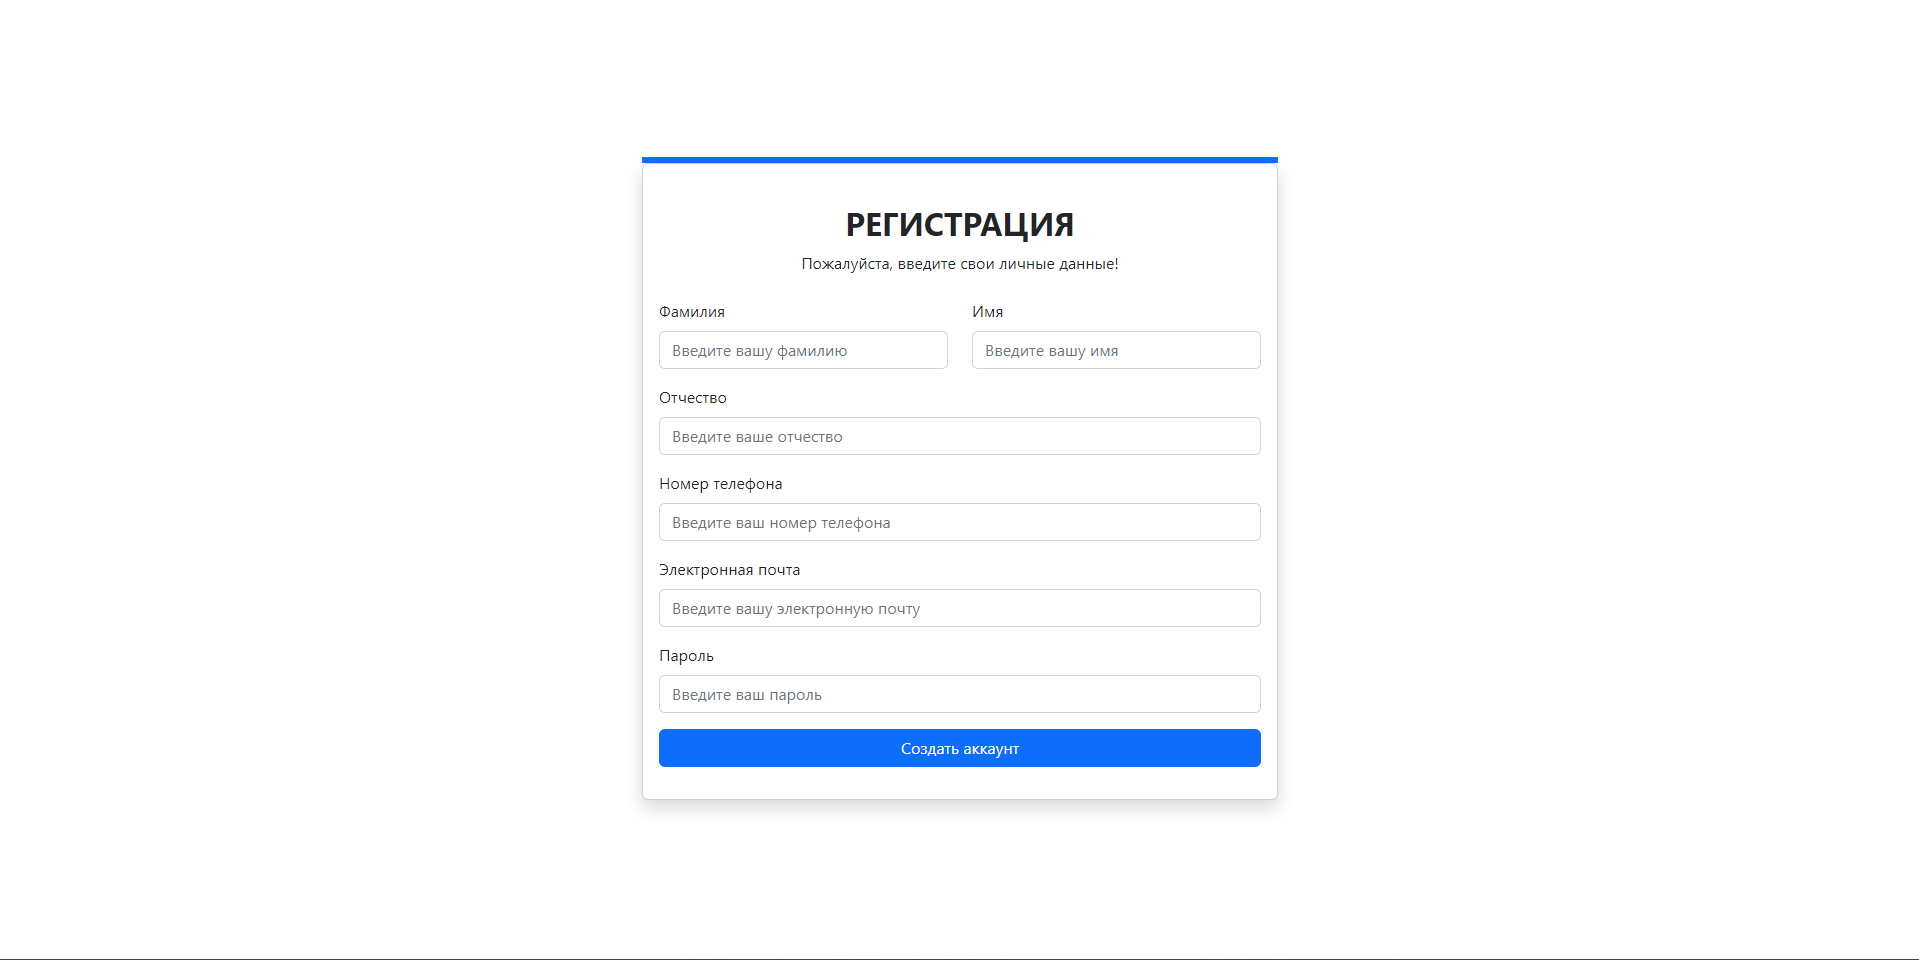 РЕГИСТРАЦИЯ
Пожалуйста, введите свои личные данные!
Фамилия
Имя
Введите вашу фамилию
Введите вашу имя
Отчество
Введите ваше отчество
Номер телефона
Введите ваш номер телефона
Электронная почта
Введите вашу электронную почту
Пароль
Введите ваш пароль
Создать аккаунт